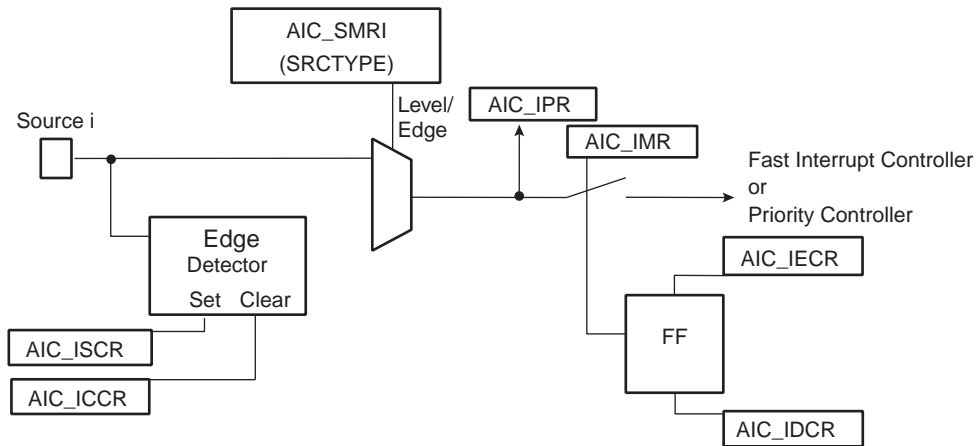 AIC_SMRI
(SRCTYPE)
Level/
Edge
AIC_IPR
Source i
AIC_IMR
Fast Interrupt Controller
or
Priority Controller
Edge
Detector
Set Clear
AIC_IECR
FF
AIC_ISCR
AIC_ICCR
AIC_IDCR